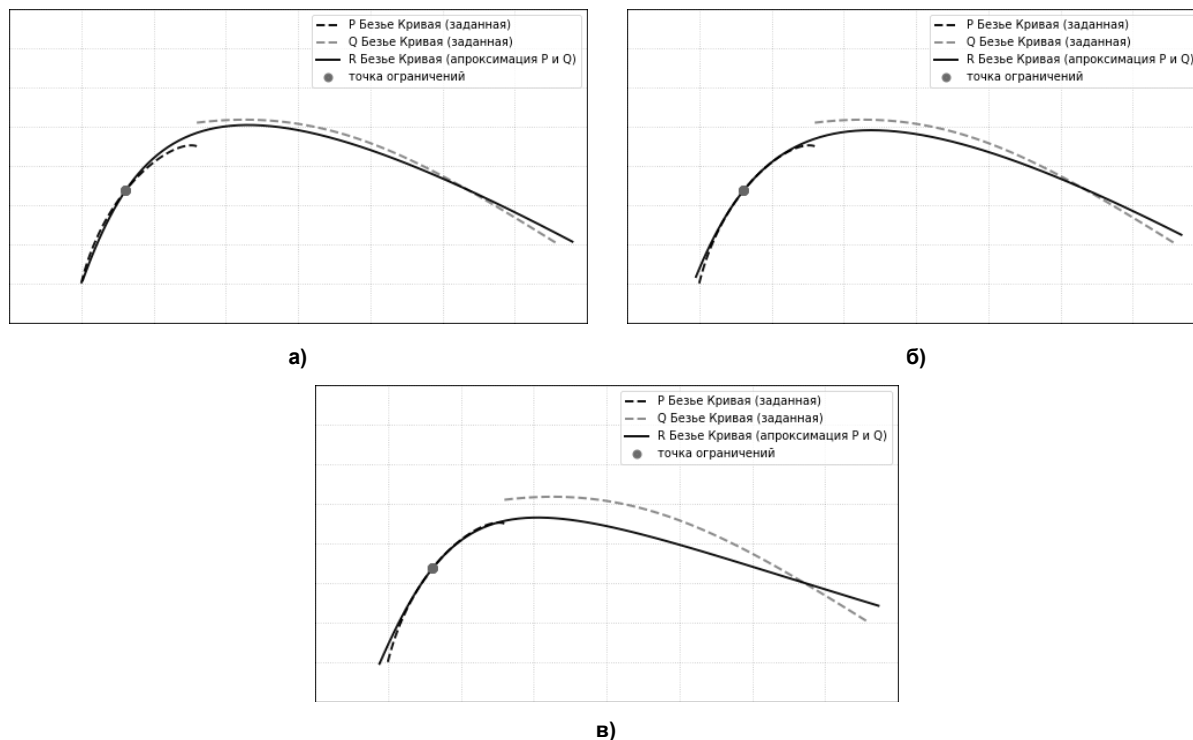 P Безье Кривая (заданная)
Q Безье Кривая (заданная)
R Безье Кривая (апроксимация P и Q)
точка ограничений
а)
P Безье Кривая (заданная)
Q Безье Кривая (заданная)
R Безье Кривая (апроксимация P и Q)
точка ограничений
б)
P Безье Кривая (заданная)
Q Безье Кривая (заданная)
R Безье Кривая (апроксимация P и Q)
точка ограничений
в)